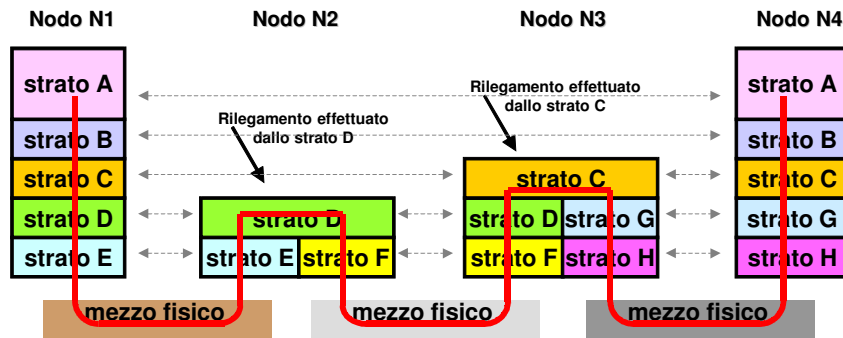 Nodo N1
Nodo N2
Nodo N3
Nodo N4
strato A
strato B
strato C
strato D
strato E
Rilegamento effettuato
dallo strato D
strato D
strato E
strato F
Rilegamento effettuato
dallo strato C
strato C
strato D
strato G
strato F
strato H
strato A
strato B
strato C
strato G
strato H
mezzo fisico
mezzo fisico
mezzo fisico